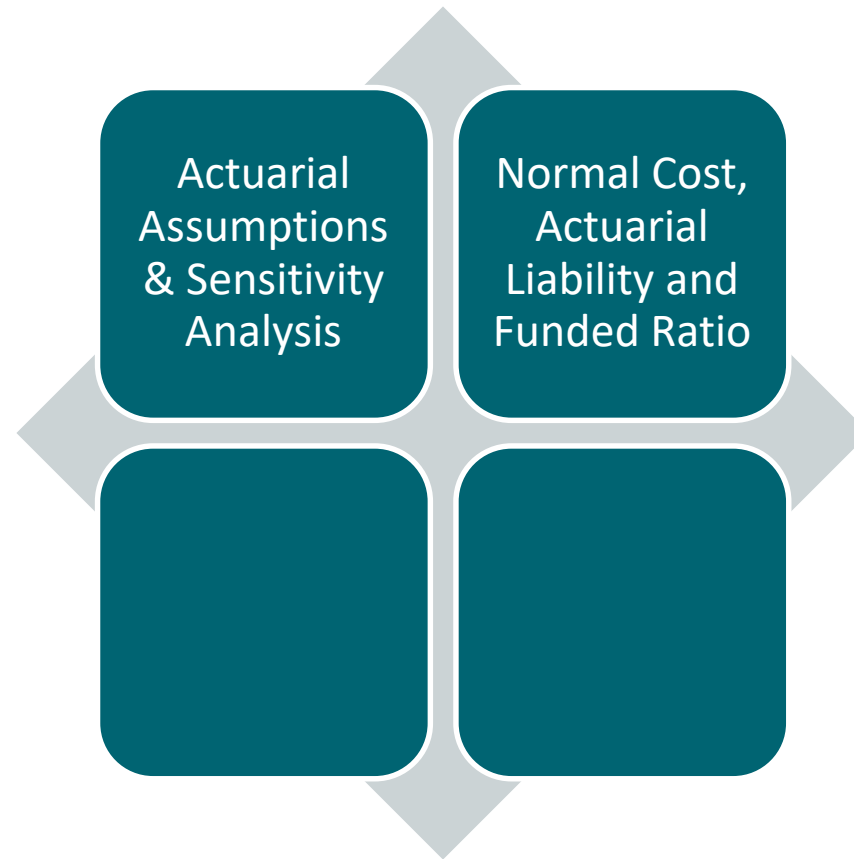 Actuarial
Assumptions
& Sensitivity
Analysis
Normal Cost,
Actuarial
Liability and
Funded Ratio